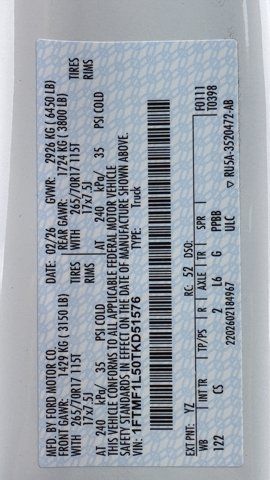 MFD. BY FORD MOTOR CO.
DATE: 02/26 GVWR: 2926 KG ( 6450 LB)
FRONT GAWR: 1429 KG ( 3150 LB) REAR GAWR: 1724 KG ( 3800 LB)
WITH 265/70R17 115T TIRES WITH 265/70R17 115T TIRES
17x7.5J RIMS 17x7.5J RIMS
AT 240 kPa/ 35 PSI COLD AT 240 kPa/ 35 PSI COLD
THIS VEHICLE CONFORMS TO ALL APPLICABLE FEDERAL MOTOR VEHICLE
SAFETY STANDARDS IN EFFECT ON THE DATE OF MANUFACTURE SHOWN ABOVE.
VIN: 1FTMF1L50TKD51576
TYPE: Truck
F0111
T0398
EXT PNT: YZ RC: 52 DSO:
WB INT TR TP/PS R AXLE TR SPR
122 CS 2 L6 G PPBB
2202602184967 ULC
▽ RU5A-3520472-AB